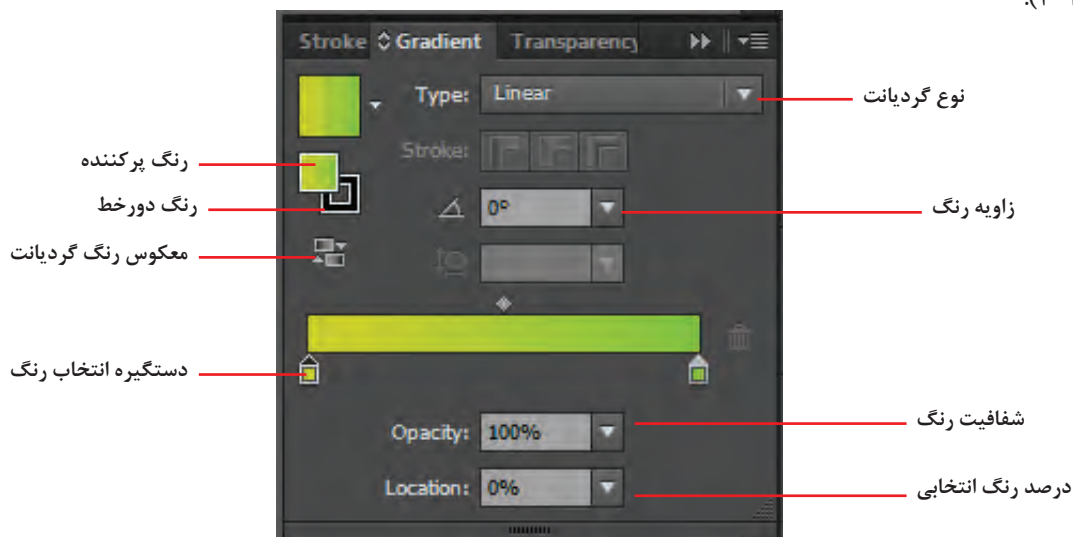 Stroke Gradient Transparency
Type: Linear
نوع گردیانت
Stroke:
رنگ پرکننده
رنگ دورخط
0°
زاویه رنگ
معکوس رنگ گردیانت
دستگیره انتخاب رنگ
Opacity: 100%
شفافیت رنگ
Location: 0%
درصد رنگ انتخابی